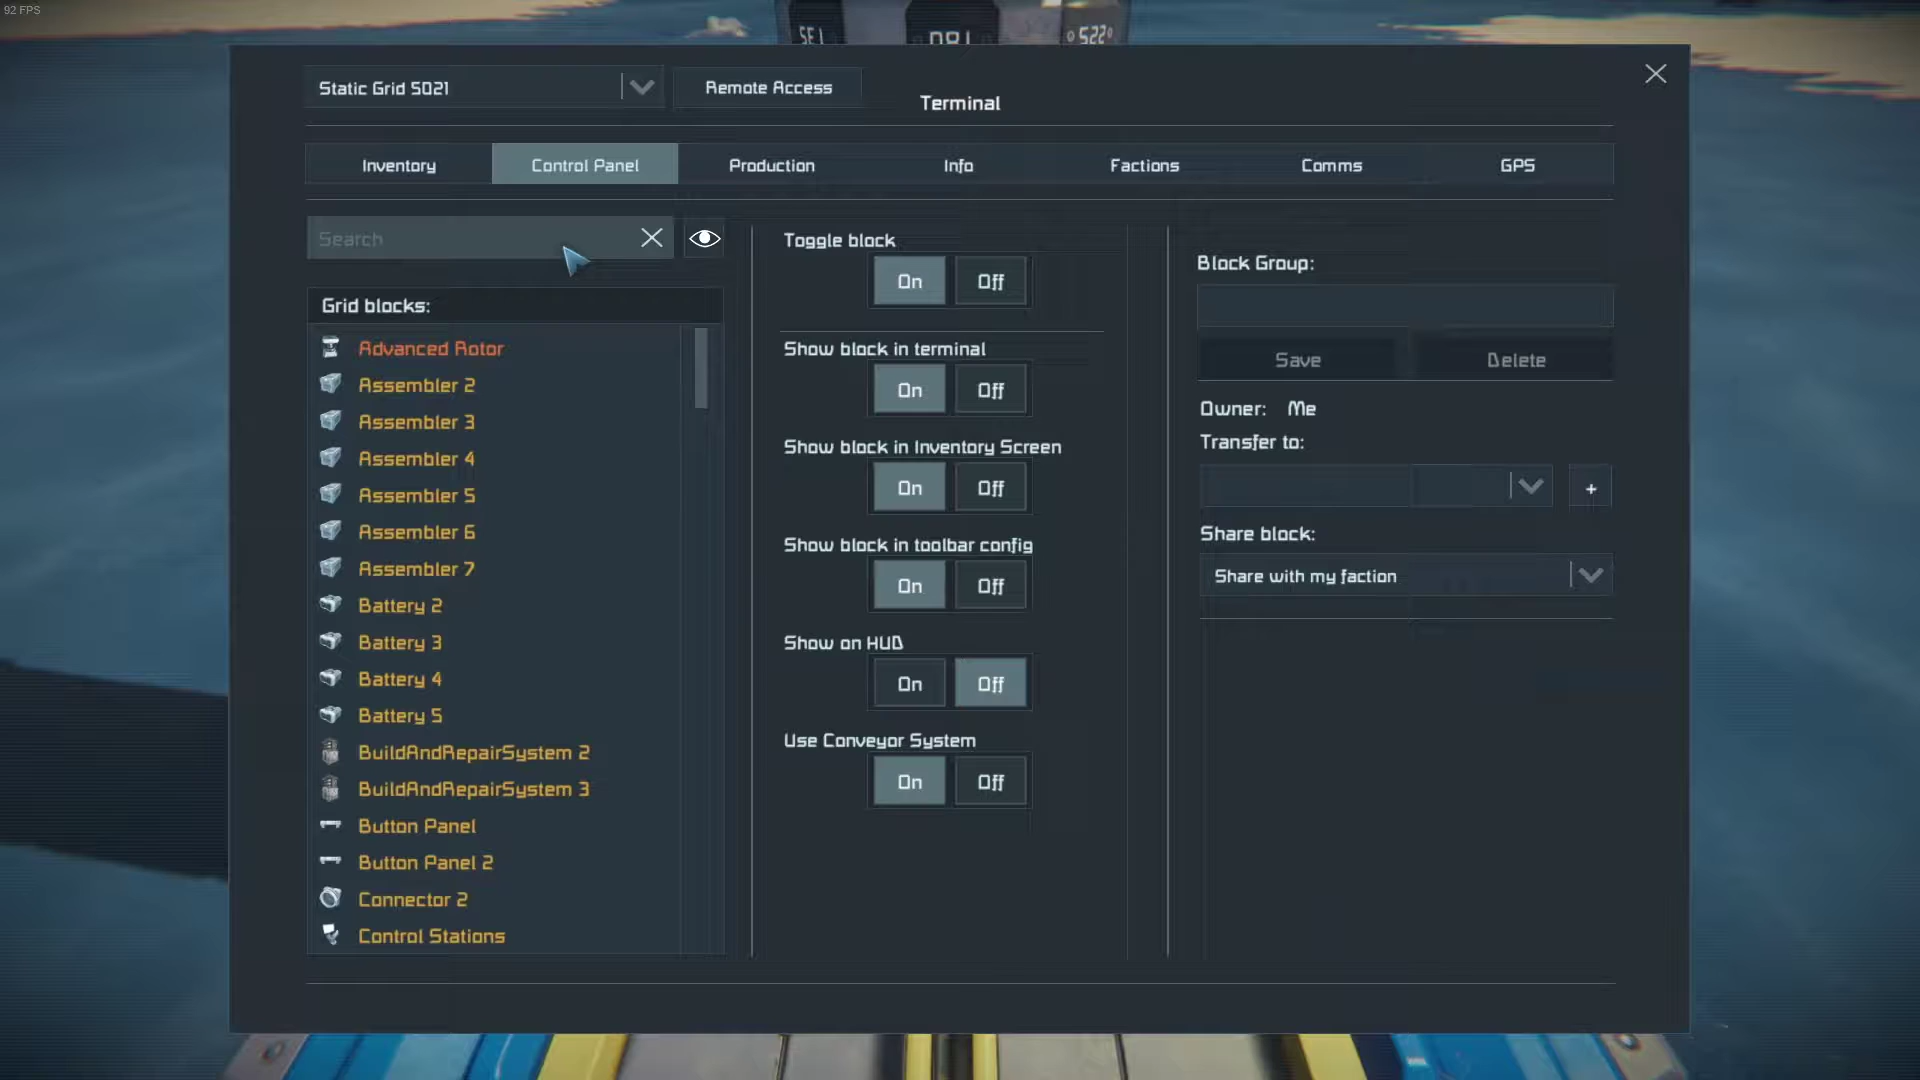 92 FPS
SEL
180
522
Static Grid 5021
Remote Access
Terminal
Inventory
Control Panel
Production
Info
Factions
Comms
GPS
Search
Grid blocks:
Advanced Rotor
Assembler 2
Assembler 3
Assembler 4
Assembler 5
Assembler 6
Assembler 7
Battery 2
Battery 3
Battery 4
Battery 5
BuildAndRepairSystem 2
BuildAndRepairSystem 3
Button Panel
Button Panel 2
Connector 2
Control Stations
Toggle block
On Off
Show block in terminal
On Off
Show block in Inventory Screen
On Off
Show block in toolbar config
On Off
Show on HUD
On Off
Use Conveyor System
On Off
Block Group:
Save Delete
Owner: Me
Transfer to:
+
Share block:
Share with my faction